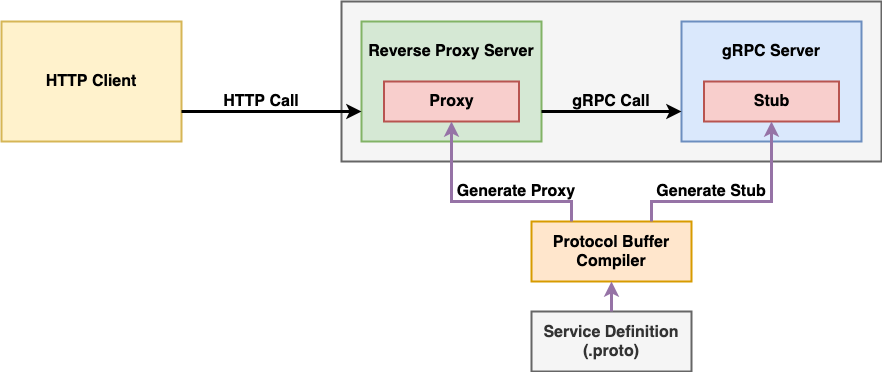 HTTP Client
HTTP Call
Reverse Proxy Server
Proxy
gRPC Call
gRPC Server
Stub
Generate Proxy
Generate Stub
Protocol Buffer
Compiler
Service Definition
(.proto)